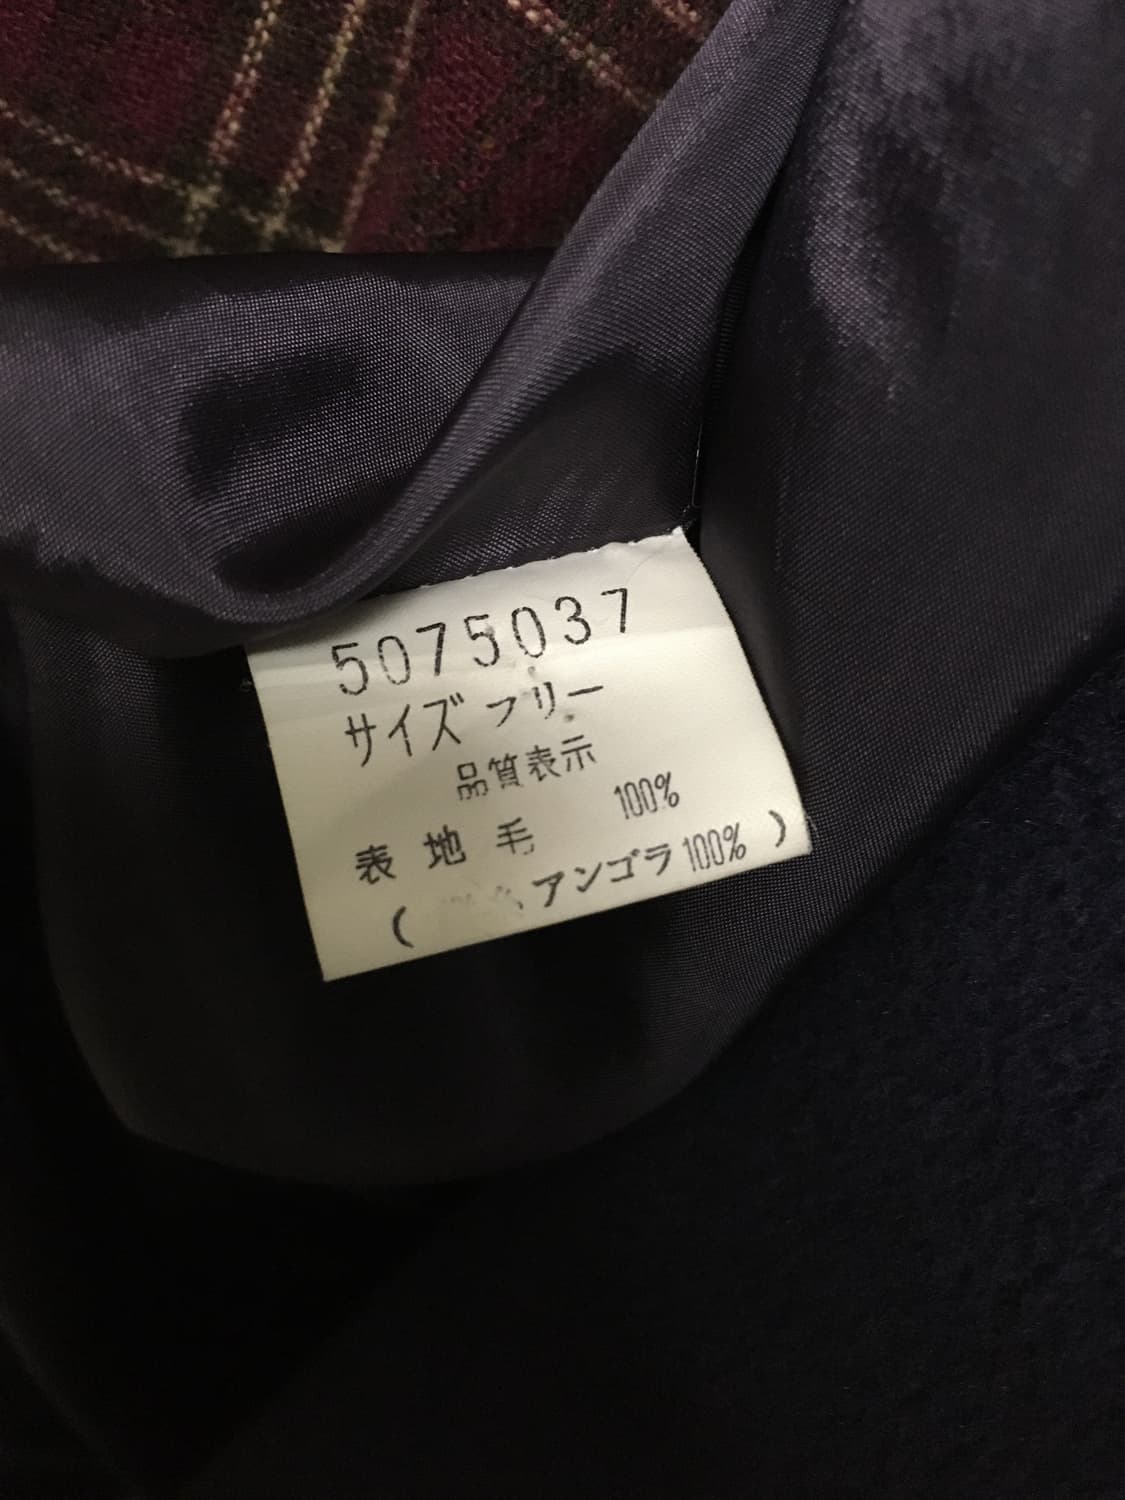 5075037
サイズ フリー
品質表示
表 地 毛 100%
( アンゴラ 100% )